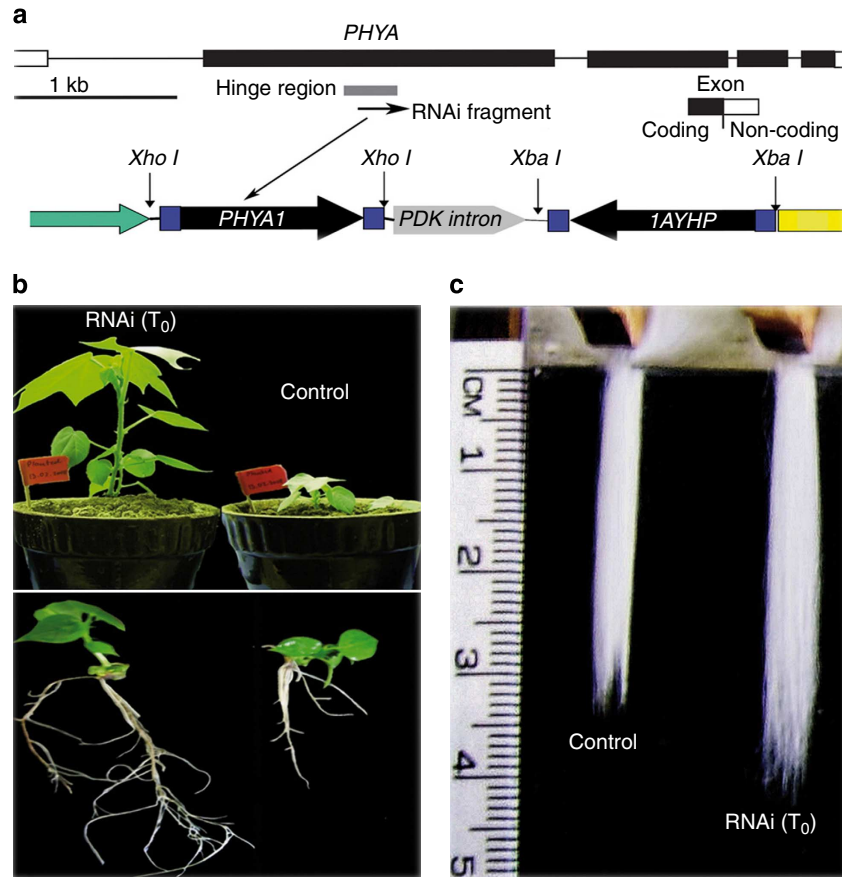 a
PHYA
1 kb
Hinge region
RNAi fragment
Exon
Coding
Non-coding
Xho I
Xho I
Xba I
Xba I
PHYA1
PDK intron
1AYHP
b
RNAi (T0)
Control
c
CM
1
2
3
4
5
Control
RNAi (T0)